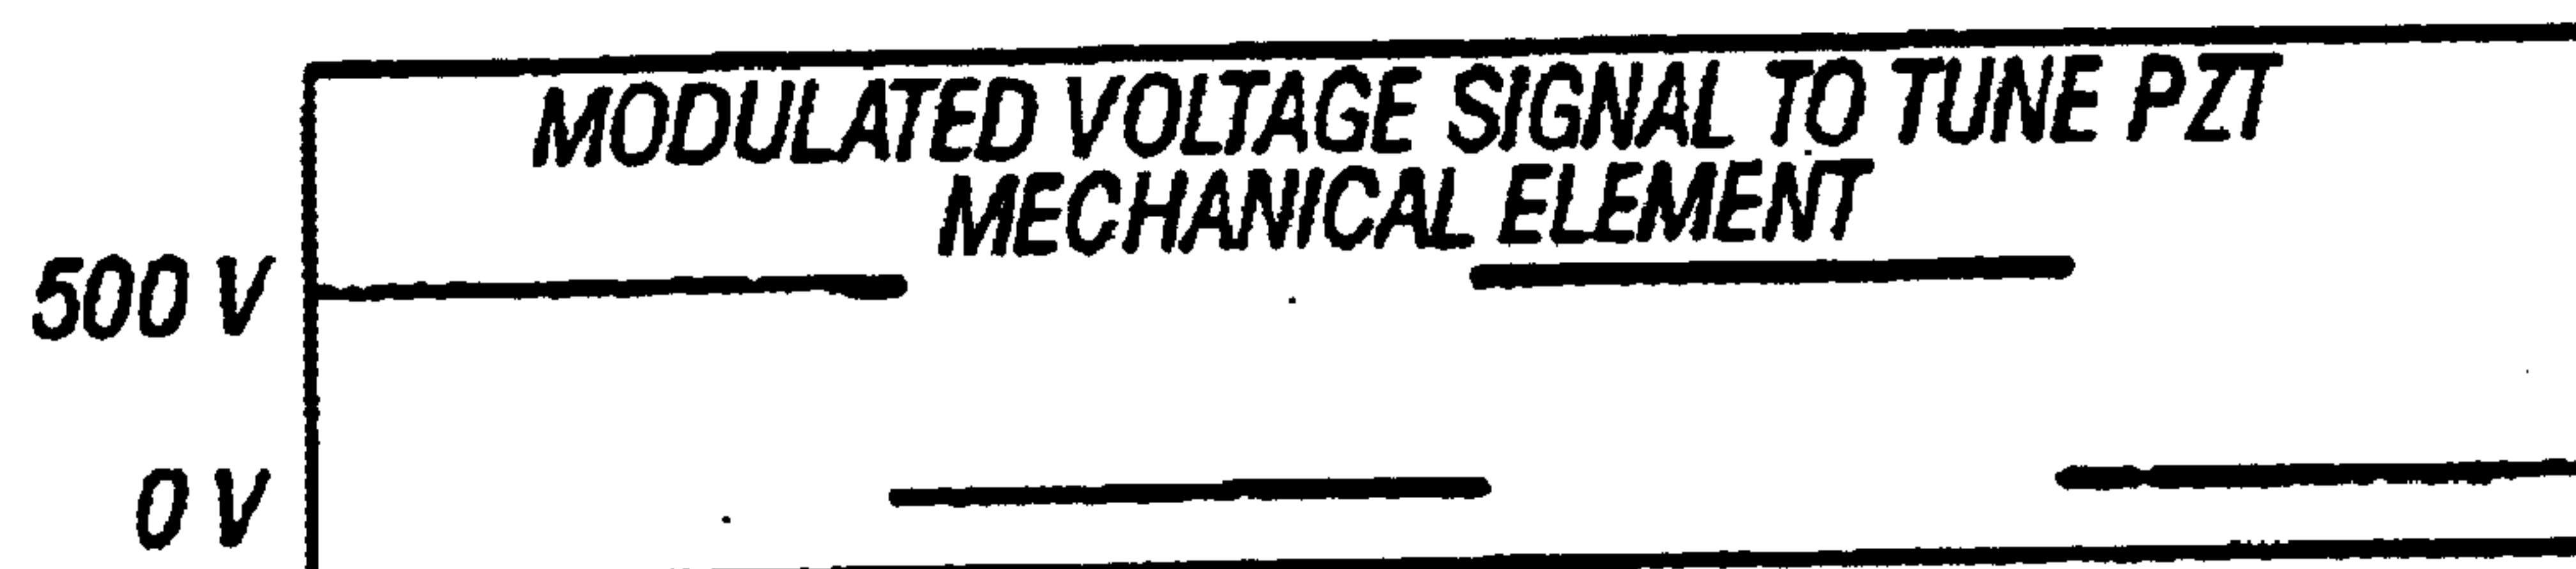 MODULATED VOLTAGE SIGNAL TO TUNE PZT
MECHANICAL ELEMENT
500 V
0 V